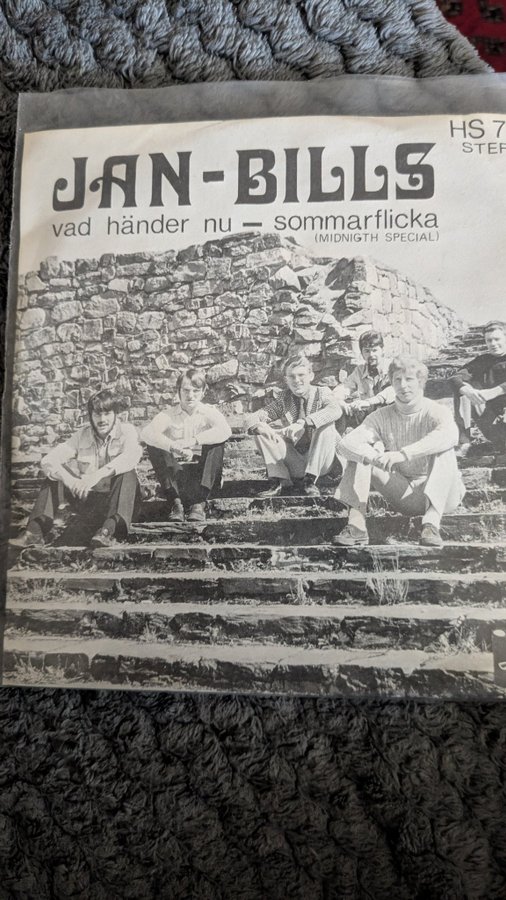 HS 7
STER
JAN-BILLS
vad händer nu – sommarflicka
(MIDNIGTH SPECIAL)